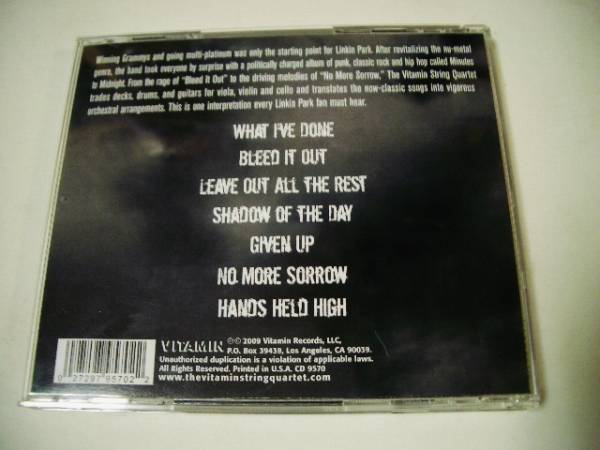 Winning Grammys and going multi-platinum was only the starting point for Linkin Park. After revitalizing the nu-metal
genre, the band took everyone by surprise with a politically charged album of punk, classic rock and hip hop called Minutes
to Midnight. From the rage of "Bleed It Out" to the driving melodies of "No More Sorrow," The Vitamin String Quartet
trades decks, drums, and guitars for viola, violin and cello and translates the now-classic songs into vigorous
orchestral arrangements. This is one interpretation every Linkin Park fan must hear.
WHAT I'VE DONE
BLEED IT OUT
LEAVE OUT ALL THE REST
SHADOW OF THE DAY
GIVEN UP
NO MORE SORROW
HANDS HELD HIGH
VITAMIN ℗© 2009 Vitamin Records, LLC,
P.O. Box 39439, Los Angeles, CA 90039.
Unauthorized duplication is a violation of applicable laws.
All Rights Reserved. Printed in U.S.A. CD 9570
www.thevitaminstringquartet.com
0 27297 95702 2